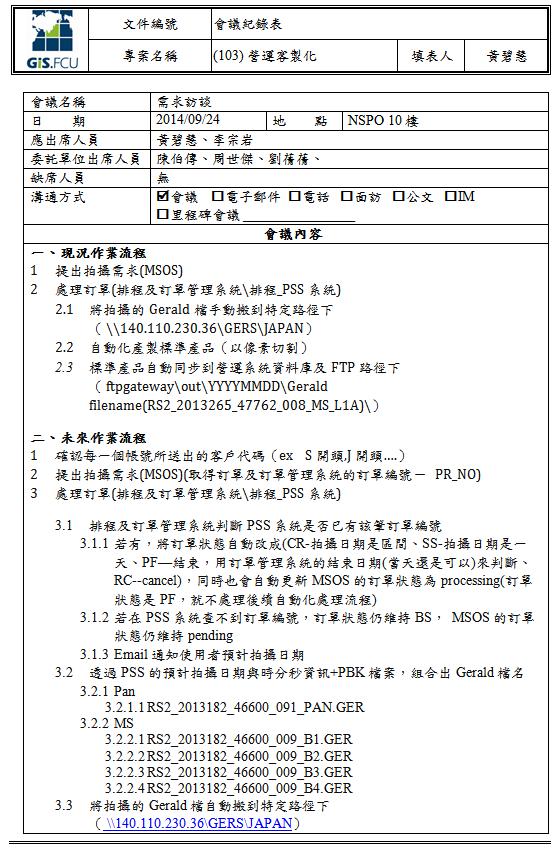 GIS.FCU
文件編號 會議紀錄表
專案名稱 (103) 營運客製化 填表人 黃碧慧
會議名稱 需求訪談
日 期 2014/09/24 地 點 NSPO 10 樓
應出席人員 黃碧慧、李宗岩
委託單位出席人員 陳伯傳、周世傑、劉蓓蓓、
缺席人員 無
溝通方式 ☑會議 □電子郵件 □電話 □面訪 □公文 □IM
□里程碑會議
會議內容
一、現況作業流程
1 提出拍攝需求(MSOS)
2 處理訂單(排程及訂單管理系統\排程_PSS 系統)
2.1 將拍攝的 Gerald 檔手動搬到特定路徑下
（\\140.110.230.36\GERS\JAPAN）
2.2 自動化產製標準產品（以像素切割）
2.3 標準產品自動同步到營運系統資料庫及 FTP 路徑下
（ftpgateway\out\YYYYMMDD\Gerald
filename(RS2_2013265_47762_008_MS_L1A)\）
二、未來作業流程
1 確認每一個帳號所送出的客戶代碼（ex S 開頭,J 開頭....）
2 提出拍攝需求(MSOS)(取得訂單及訂單管理系統的訂單編號－ PR_NO)
3 處理訂單(排程及訂單管理系統\排程_PSS 系統)
3.1 排程及訂單管理系統判斷 PSS 系統是否已有該筆訂單編號
3.1.1 若有，將訂單狀態自動改成(CR-拍攝日期是區間、SS-拍攝日期是一
天、PF—結束，用訂單管理系統的結束日期(當天還是可以)來判斷、
RC--cancel)，同時也會自動更新 MSOS 的訂單狀態為 processing(訂單
狀態是 PF，就不處理後續自動化處理流程)
3.1.2 若在 PSS 系統查不到訂單編號，訂單狀態仍維持 BS， MSOS 的訂單
狀態仍維持 pending
3.1.3 Email 通知使用者預計拍攝日期
3.2 透過 PSS 的預計拍攝日期與時分秒資訊+PBK 檔案，組合出 Gerald 檔名
3.2.1 Pan
3.2.1.1 RS2_2013182_46600_091_PAN.GER
3.2.2 MS
3.2.2.1 RS2_2013182_46600_009_B1.GER
3.2.2.2 RS2_2013182_46600_009_B2.GER
3.2.2.3 RS2_2013182_46600_009_B3.GER
3.2.2.4 RS2_2013182_46600_009_B4.GER
3.3 將拍攝的 Gerald 檔自動搬到特定路徑下
（\\140.110.230.36\GERS\JAPAN）